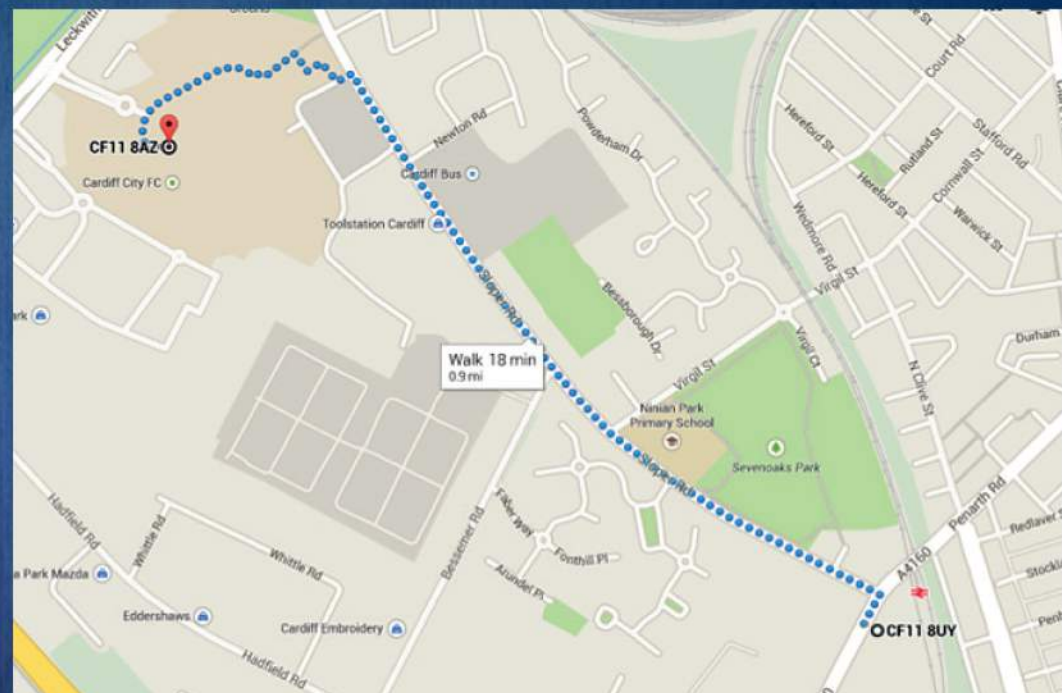 Leckwith
Court Rd
Stafford Rd
Hereford St
Rutland St
Cornwall St
Powderham Dr
Newton Rd
CF11 8AZ
Cardiff Bus
Hereford St
Warwick St
Cardiff City FC
Wedmore Rd
Toolstation Cardiff
Virgil St
Sloper Rd
Bessborough Dr
ark
Virgil Ct
Durham
Walk 18 min
0.9 mi
Virgil St
N Clive St
Ninian Park
Primary School
Sloper Rd
Sevenoaks Park
Penarth Rd
Hadfield Rd
Faber Way
Redlaver
Whittle Rd
Bessemer Rd
Whittle Rd
Fonthill Pl
A4160
a Park Mazda
Arundel Pl
Eddershaws
Cardiff Embroidery
CF11 8UY
Hadfield Rd